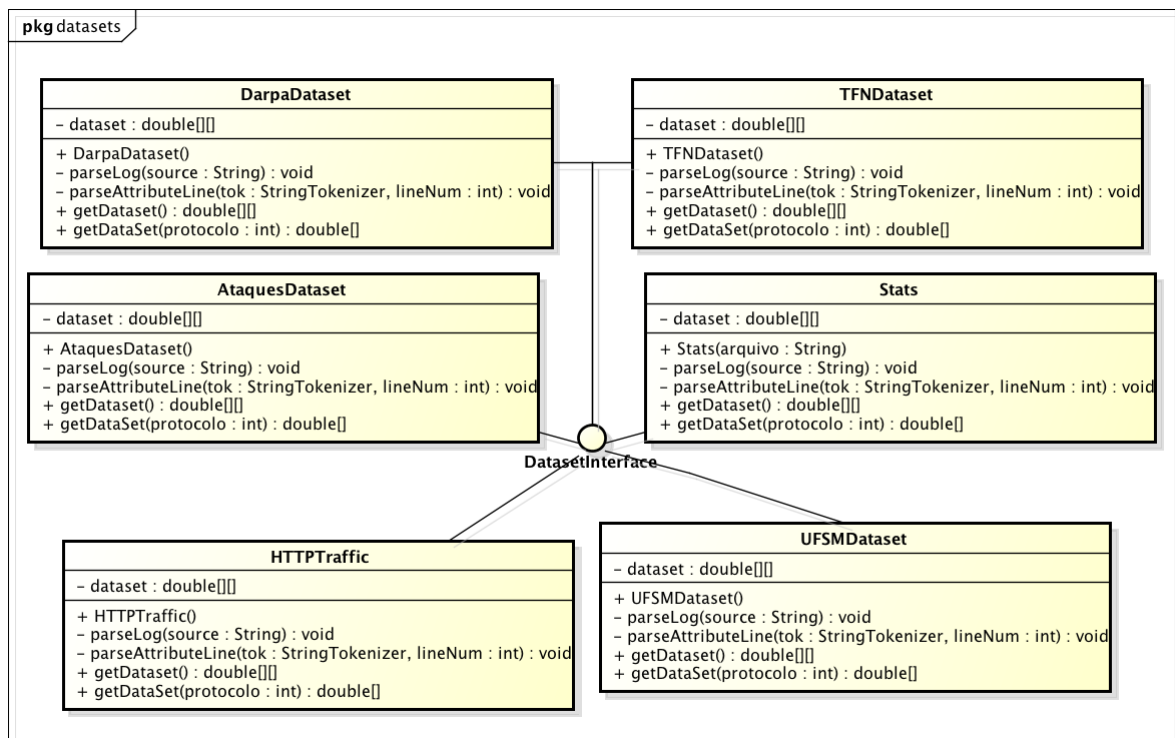 pkg datasets
DarpaDataset
- dataset : double[][]
+ DarpaDataset()
- parseLog(source : String) : void
- parseAttributeLine(tok : StringTokenizer, lineNum : int) : void
+ getDataset() : double[][]
+ getDataSet(protocolo : int) : double[]
TFNDataset
- dataset : double[][]
+ TFNDataset()
- parseLog(source : String) : void
- parseAttributeLine(tok : StringTokenizer, lineNum : int) : void
+ getDataset() : double[][]
+ getDataSet(protocolo : int) : double[]
AtaquesDataset
- dataset : double[][]
+ AtaquesDataset()
- parseLog(source : String) : void
- parseAttributeLine(tok : StringTokenizer, lineNum : int) : void
+ getDataset() : double[][]
+ getDataSet(protocolo : int) : double[]
Stats
- dataset : double[][]
+ Stats(arquivo : String)
- parseLog(source : String) : void
- parseAttributeLine(tok : StringTokenizer, lineNum : int) : void
+ getDataset() : double[][]
+ getDataSet(protocolo : int) : double[]
DatasetInterface
HTTPTraffic
- dataset : double[][]
+ HTTPTraffic()
- parseLog(source : String) : void
- parseAttributeLine(tok : StringTokenizer, lineNum : int) : void
+ getDataset() : double[][]
+ getDataSet(protocolo : int) : double[]
UFSMDataset
- dataset : double[][]
+ UFSMDataset()
- parseLog(source : String) : void
- parseAttributeLine(tok : StringTokenizer, lineNum : int) : void
+ getDataset() : double[][]
+ getDataSet(protocolo : int) : double[]